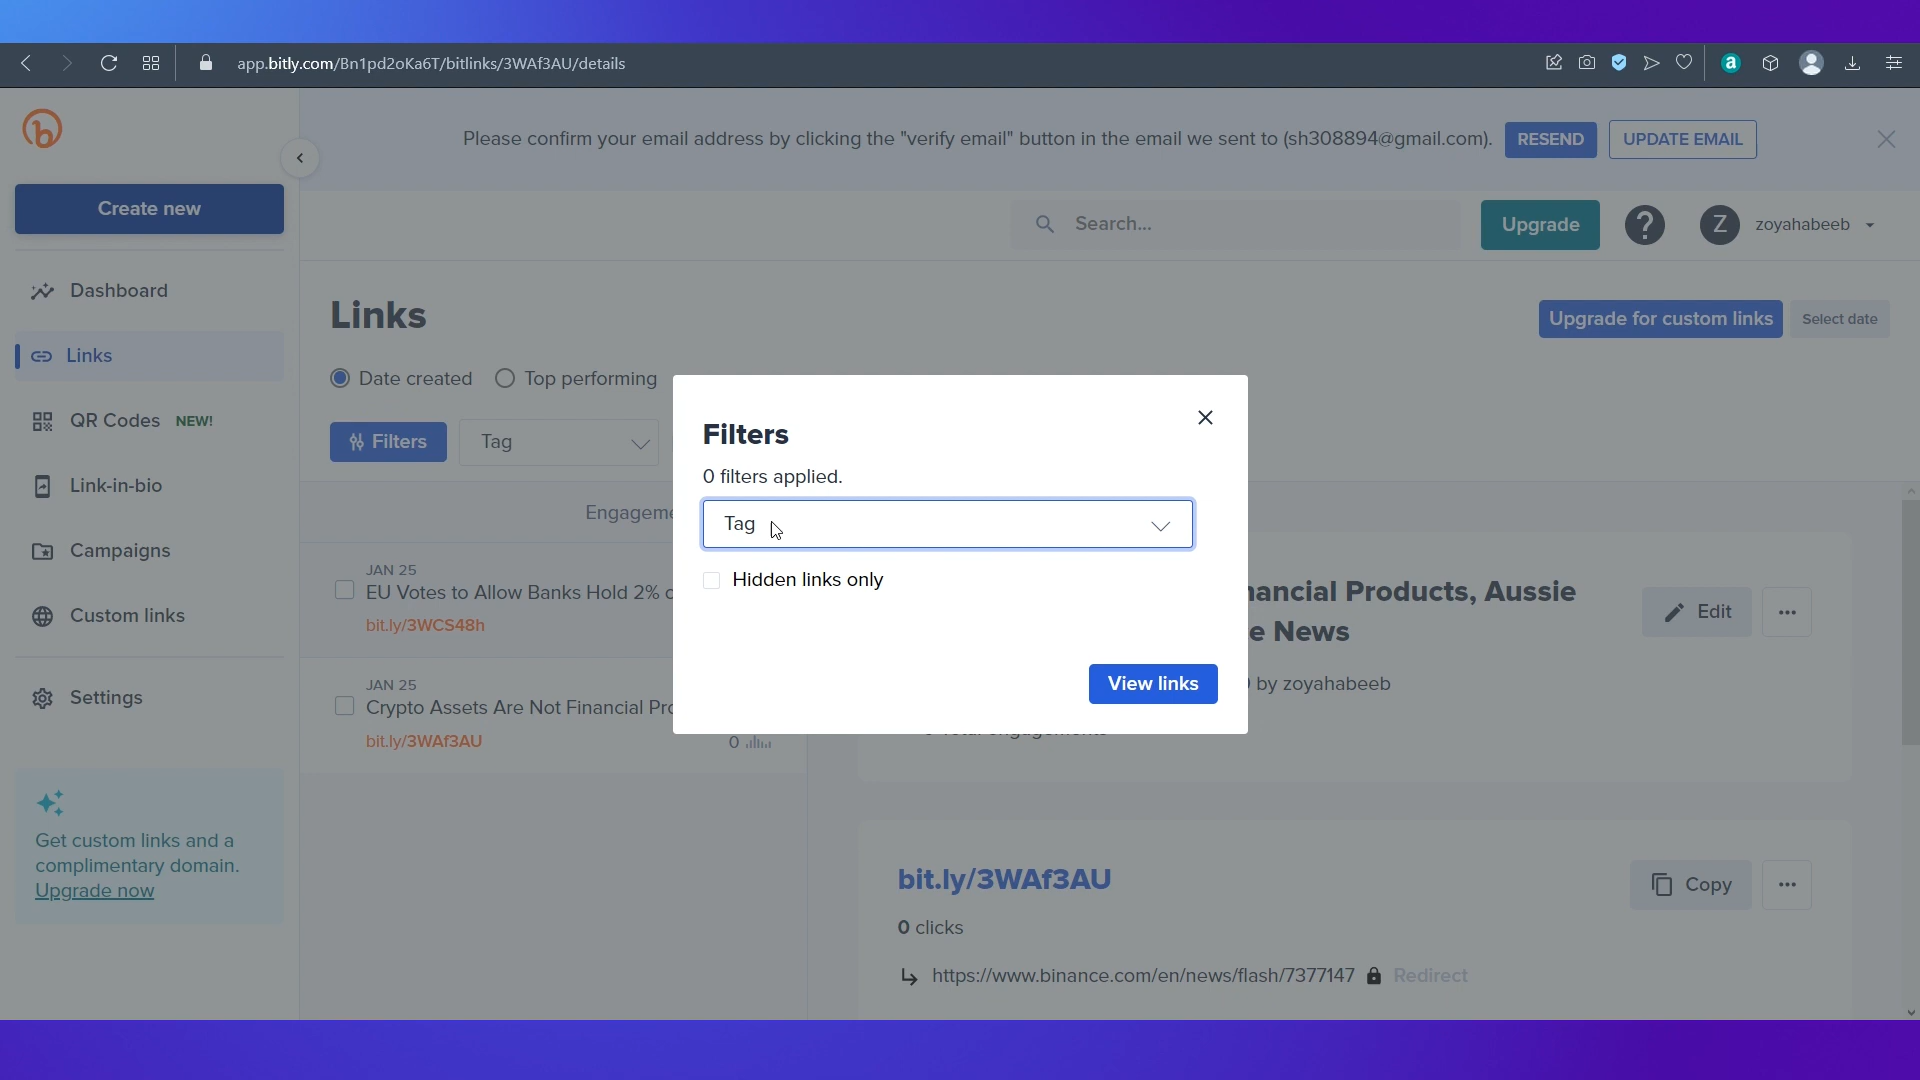 app.bitly.com/Bn1pd2oKa6T/bitlinks/3WAf3AU/details
Please confirm your email address by clicking the "verify email" button in the email we sent to (sh308894@gmail.com).
RESEND
UPDATE EMAIL
Create new
Search...
Upgrade
?
Z
zoyahabeeb
Dashboard
Links
QR Codes NEW!
Link-in-bio
Campaigns
Custom links
Settings
Get custom links and a
complimentary domain.
Upgrade now
Links
Upgrade for custom links
Select date
Date created
Top performing
Filters
Tag
JAN 25
EU Votes to Allow Banks Hold 2%
bit.ly/3WCS48h
JAN 25
Crypto Assets Are Not Financial
bit.ly/3WAf3AU
0
Filters
0 filters applied.
Tag
Hidden links only
View links
Products, Aussie
News
by zoyahabeeb
Edit
bit.ly/3WAf3AU
Copy
0 clicks
https://www.binance.com/en/news/flash/7377147
Redirect